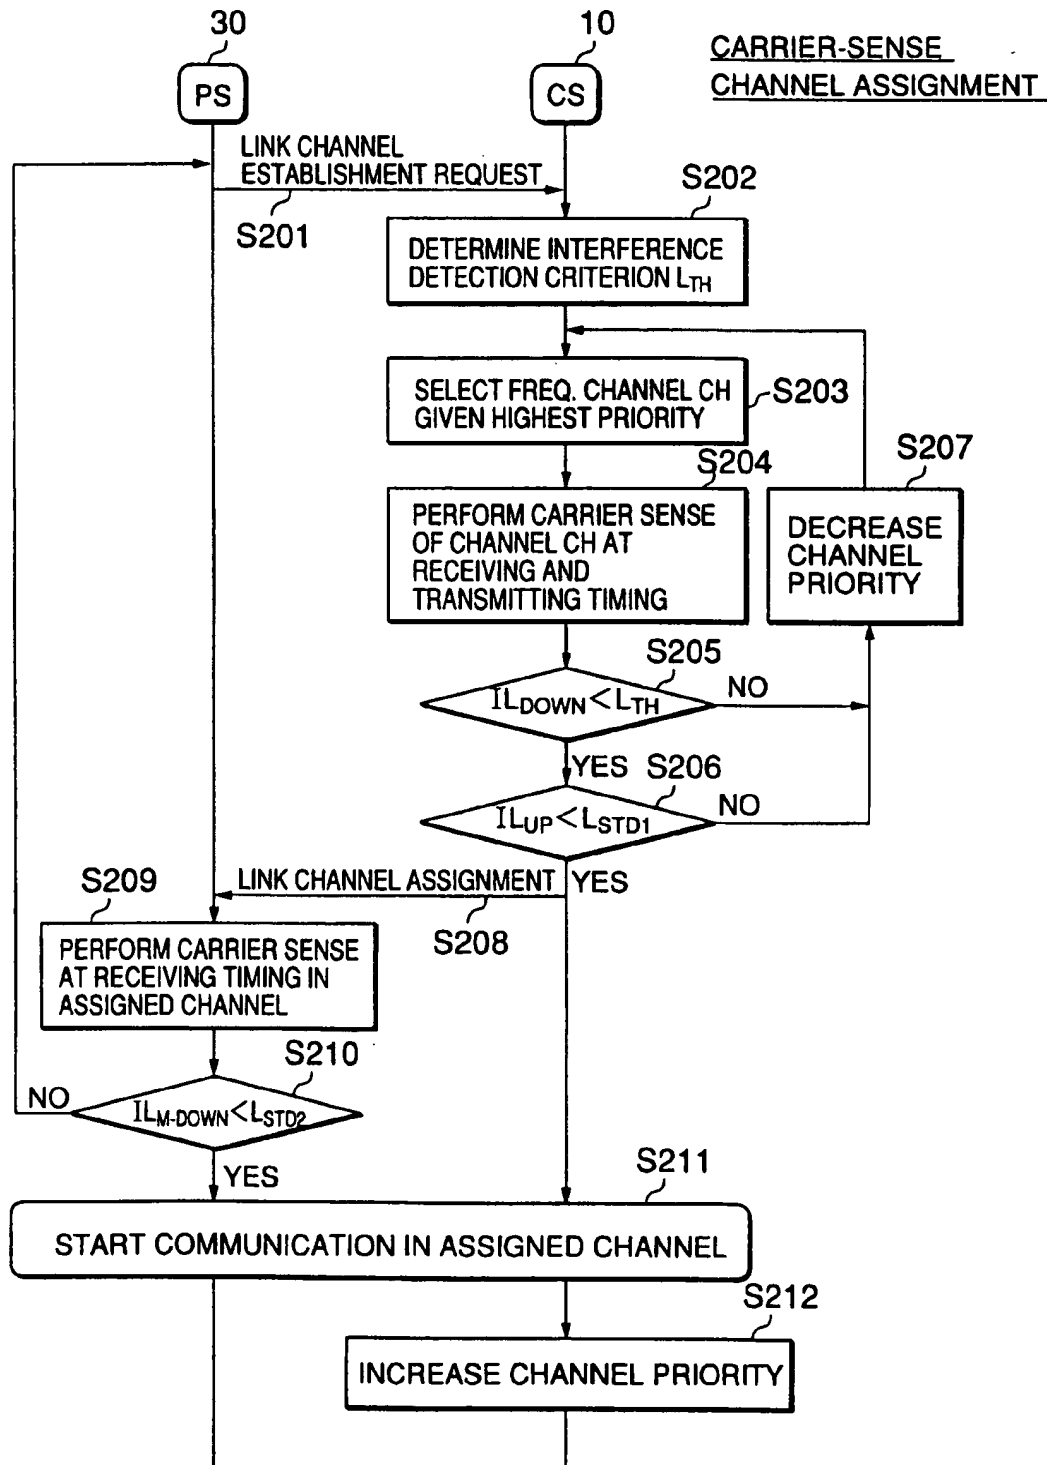 30
10
CARRIER-SENSE
CHANNEL ASSIGNMENT
PS
CS
LINK CHANNEL
ESTABLISHMENT REQUEST
S201
S202
DETERMINE INTERFERENCE
DETECTION CRITERION LTH
SELECT FREQ. CHANNEL CH
GIVEN HIGHEST PRIORITY
S203
S204
PERFORM CARRIER SENSE
OF CHANNEL CH AT
RECEIVING AND
TRANSMITTING TIMING
S207
DECREASE
CHANNEL
PRIORITY
S205
ILDOWN<LTH
NO
YES
S206
ILUP<LSTD1
NO
YES
LINK CHANNEL ASSIGNMENT
S208
S209
PERFORM CARRIER SENSE
AT RECEIVING TIMING IN
ASSIGNED CHANNEL
S210
ILM-DOWN<LSTD2
NO
YES
S211
START COMMUNICATION IN ASSIGNED CHANNEL
S212
INCREASE CHANNEL PRIORITY